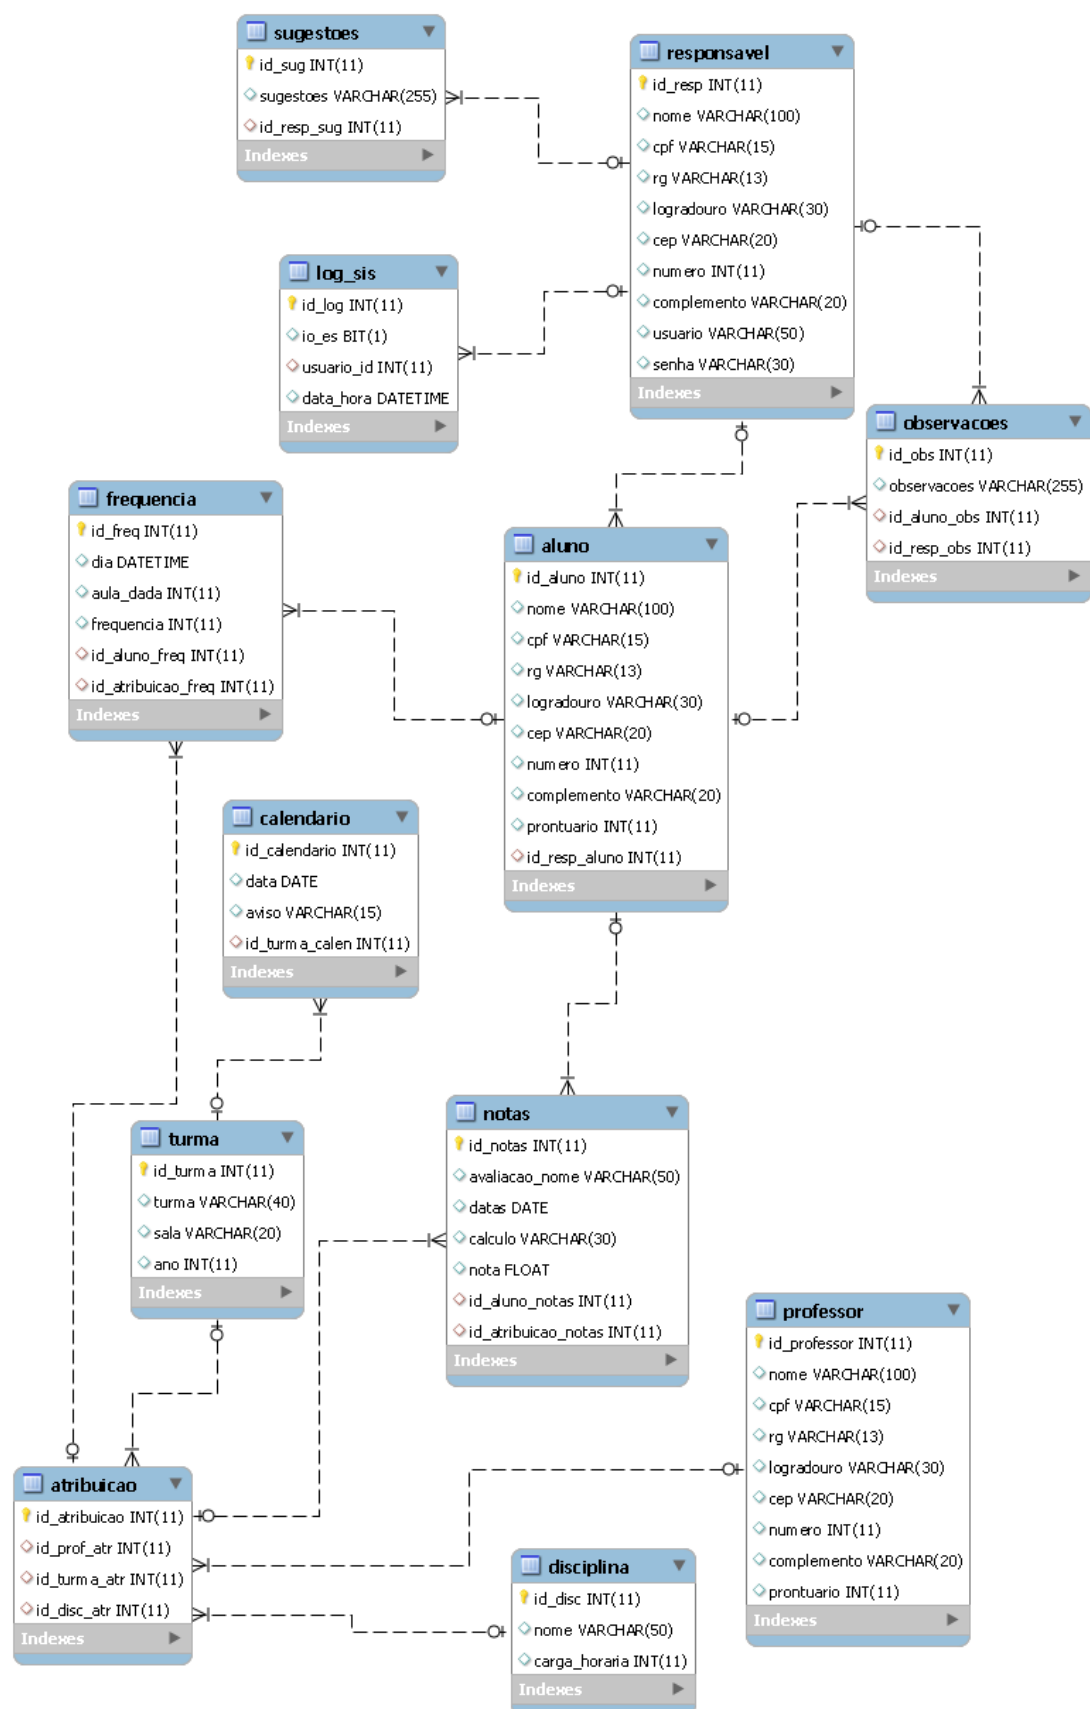 sugestoes
id_sug INT(11)
sugestoes VARCHAR(255)
id_resp_sug INT(11)
Indexes
responsavel
id_resp INT(11)
nome VARCHAR(100)
cpf VARCHAR(15)
rg VARCHAR(13)
logradouro VARCHAR(30)
cep VARCHAR(20)
numero INT(11)
complemento VARCHAR(20)
usuario VARCHAR(50)
senha VARCHAR(30)
Indexes
log_sis
id_log INT(11)
io_es BIT(1)
usuario_id INT(11)
data_hora DATETIME
Indexes
observacoes
id_obs INT(11)
observacoes VARCHAR(255)
id_aluno_obs INT(11)
id_resp_obs INT(11)
Indexes
frequencia
id_freq INT(11)
dia DATETIME
aula_dada INT(11)
frequencia INT(11)
id_aluno_freq INT(11)
id_atribuicao_freq INT(11)
Indexes
aluno
id_aluno INT(11)
nome VARCHAR(100)
cpf VARCHAR(15)
rg VARCHAR(13)
logradouro VARCHAR(30)
cep VARCHAR(20)
numero INT(11)
complemento VARCHAR(20)
prontuario INT(11)
id_resp_aluno INT(11)
Indexes
calendario
id_calendario INT(11)
data DATE
aviso VARCHAR(15)
id_turma_calen INT(11)
Indexes
turma
id_turma INT(11)
turma VARCHAR(40)
sala VARCHAR(20)
ano INT(11)
Indexes
notas
id_notas INT(11)
avaliacao_nome VARCHAR(50)
datas DATE
calculo VARCHAR(30)
nota FLOAT
id_aluno_notas INT(11)
id_atribuicao_notas INT(11)
Indexes
professor
id_professor INT(11)
nome VARCHAR(100)
cpf VARCHAR(15)
rg VARCHAR(13)
logradouro VARCHAR(30)
cep VARCHAR(20)
numero INT(11)
complemento VARCHAR(20)
prontuario INT(11)
Indexes
atribuicao
id_atribuicao INT(11)
id_prof_atr INT(11)
id_turma_atr INT(11)
id_disc_atr INT(11)
Indexes
disciplina
id_disc INT(11)
nome VARCHAR(50)
carga_horaria INT(11)
Indexes